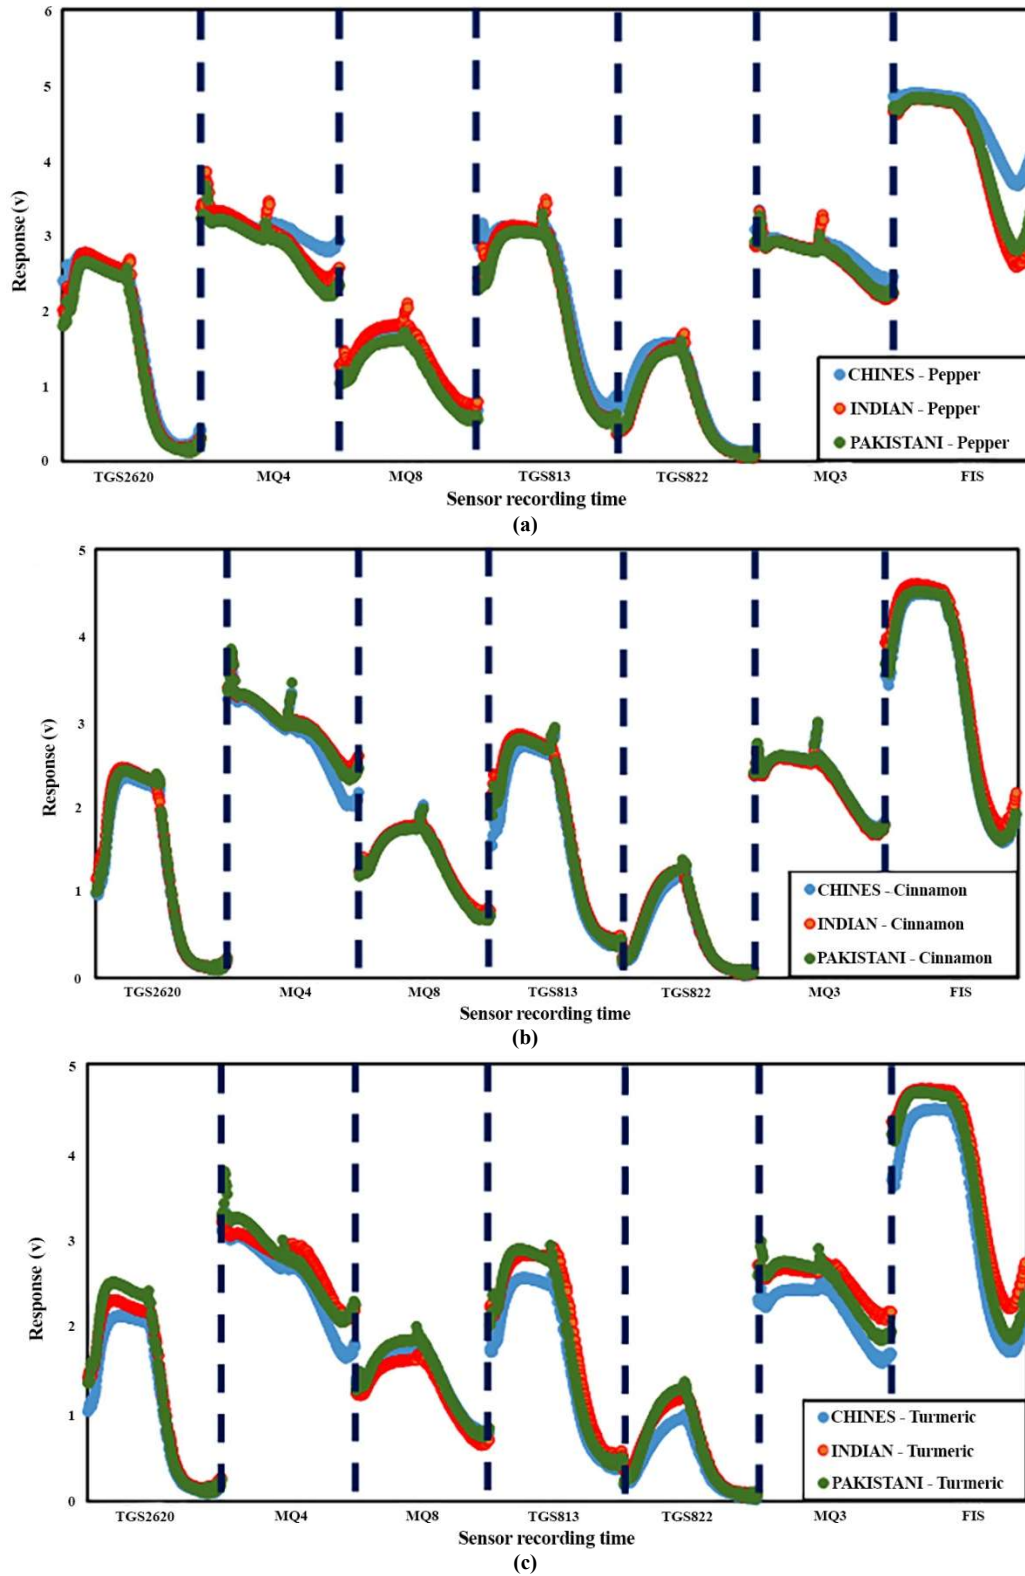 6
5
4
3
2
1
0
Response (v)
CHINES - Pepper
INDIAN - Pepper
PAKISTANI - Pepper
TGS2620 MQ4 MQ8 TGS813 TGS822 MQ3 FIS
Sensor recording time
(a)
5
4
3
2
1
0
Response (v)
CHINES - Cinnamon
INDIAN - Cinnamon
PAKISTANI - Cinnamon
TGS2620 MQ4 MQ8 TGS813 TGS822 MQ3 FIS
Sensor recording time
(b)
5
4
3
2
1
0
Response (v)
CHINES - Turmeric
INDIAN - Turmeric
PAKISTANI - Turmeric
TGS2620 MQ4 MQ8 TGS813 TGS822 MQ3 FIS
Sensor recording time
(c)